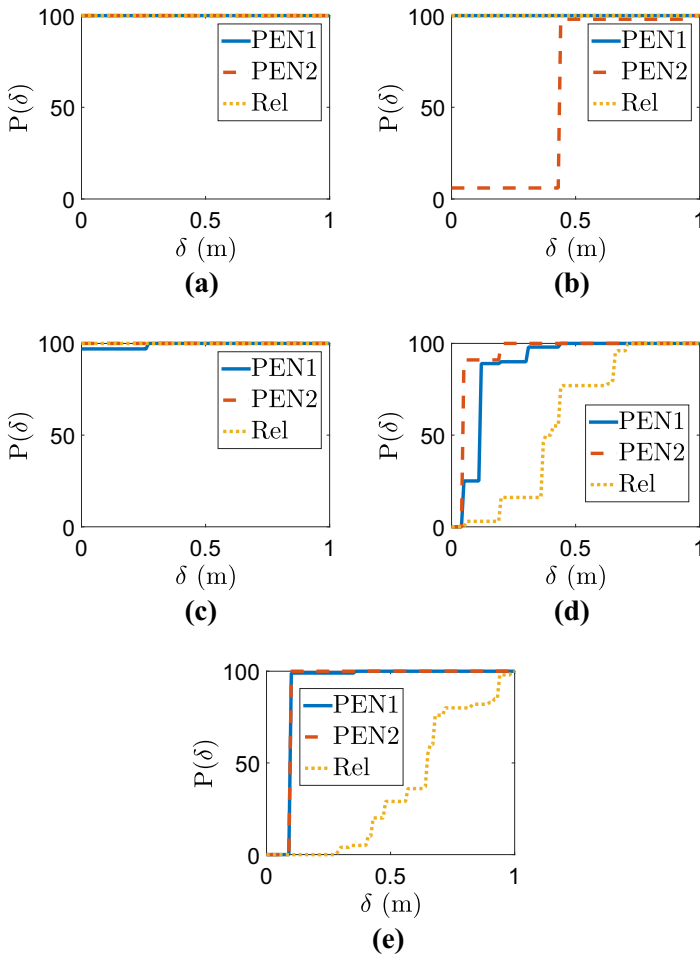 100
50
0
P(δ)
PEN1
PEN2
Rel
0
0.5
1
δ (m)
(a)
100
50
0
P(δ)
PEN1
PEN2
Rel
0
0.5
1
δ (m)
(b)
100
50
0
P(δ)
PEN1
PEN2
Rel
0
0.5
1
δ (m)
(c)
100
50
0
P(δ)
PEN1
PEN2
Rel
0
0.5
1
δ (m)
(d)
100
50
0
P(δ)
PEN1
PEN2
Rel
0
0.5
1
δ (m)
(e)